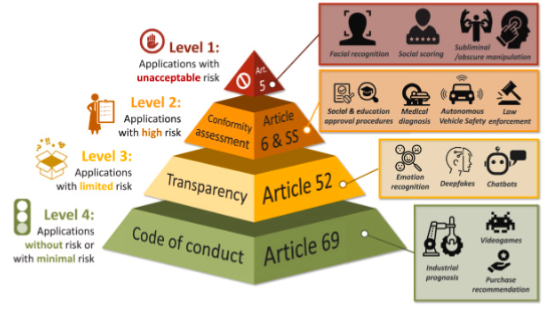 Level 1:
Applications with
unacceptable risk
Art.
5
Facial recognition
Social scoring
Subliminal
/obscure manipulation
Level 2:
Applications
with high risk
Conformity
assessment
Article
6 & SS
Social & education
approval procedures
Medical
diagnosis
Autonomous
Vehicle Safety
Law
enforcement
Level 3:
Applications
with limited risk
Transparency
Article 52
Emotion
recognition
Deepfakes
Chatbots
Level 4:
Applications
without risk or
with minimal risk
Code of conduct
Article 69
Industrial
prognosis
Videogames
Purchase
recommendation